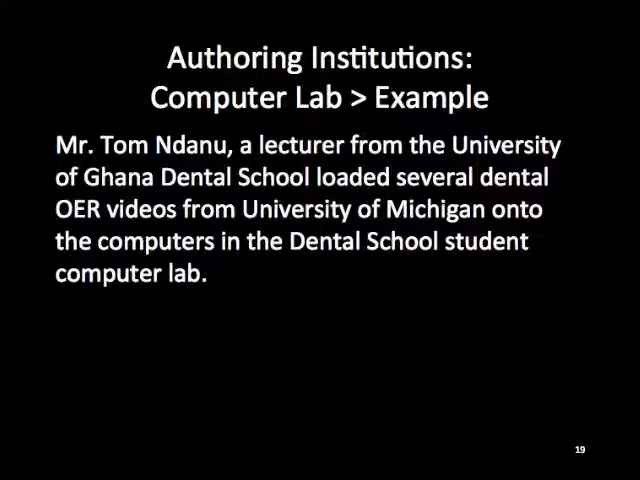 Authoring Institutions:
Computer Lab > Example
Mr. Tom Ndanu, a lecturer from the University
of Ghana Dental School loaded several dental
OER videos from University of Michigan onto
the computers in the Dental School student
computer lab.
19